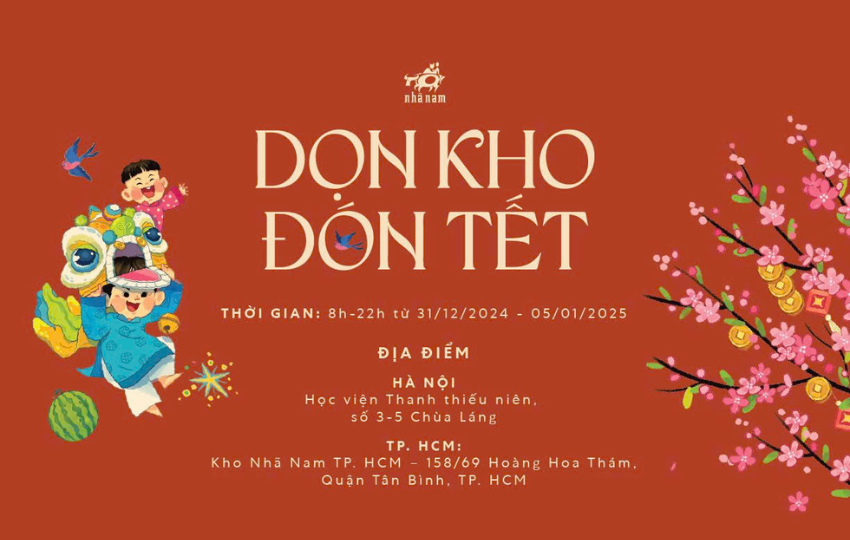 nhã nam
DỌN KHO
ĐÓN TẾT
THỜI GIAN: 8h-22h từ 31/12/2024 - 05/01/2025
ĐỊA ĐIỂM
HÀ NỘI
Học viện Thanh thiếu niên,
số 3-5 Chùa Láng
TP. HCM:
Kho Nhã Nam TP. HCM – 158/69 Hoàng Hoa Thám,
Quận Tân Bình, TP. HCM